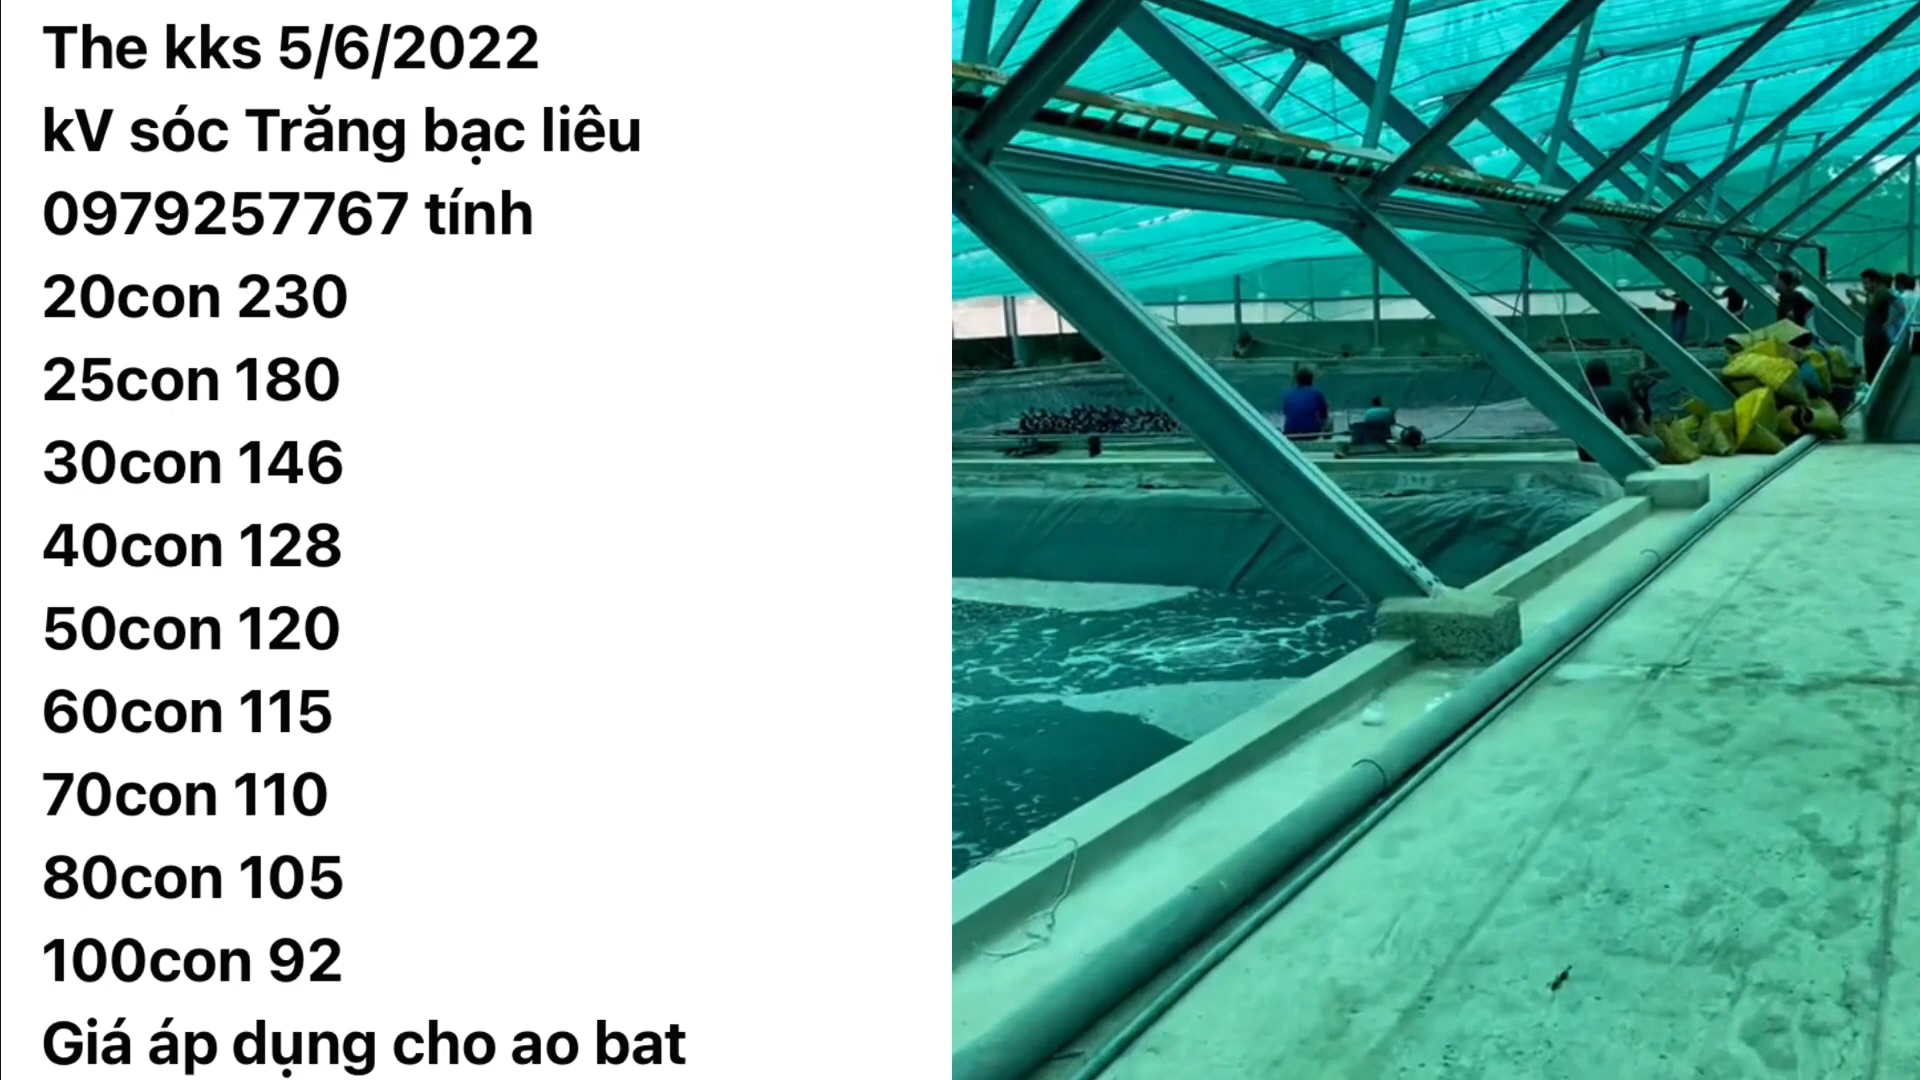 The kks 5/6/2022
kV sóc Trăng bạc liêu
0979257767 tính
20con 230
25con 180
30con 146
40con 128
50con 120
60con 115
70con 110
80con 105
100con 92
Giá áp dụng cho ao bat